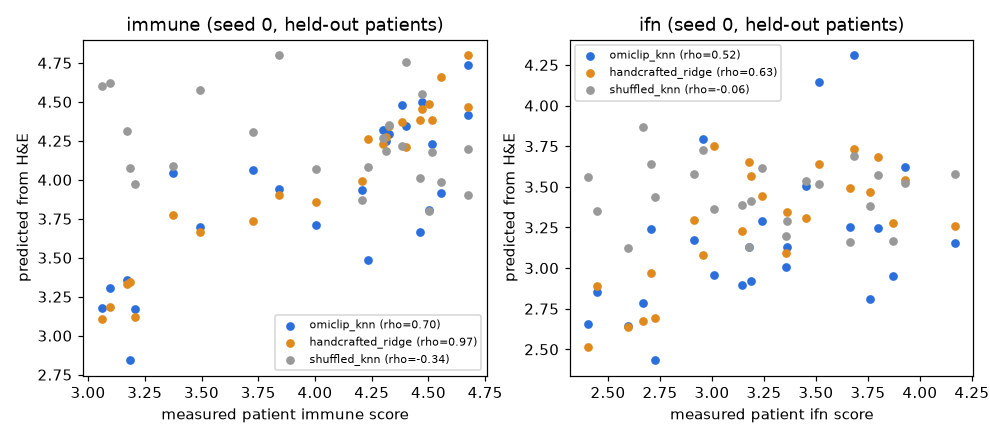 immune (seed 0, held-out patients)
predicted from H&E
4.75
4.50
4.25
4.00
3.75
3.50
3.25
3.00
2.75
omiclip_knn (rho=0.70)
handcrafted_ridge (rho=0.97)
shuffled_knn (rho=-0.34)
3.00 3.25 3.50 3.75 4.00 4.25 4.50 4.75
measured patient immune score
ifn (seed 0, held-out patients)
predicted from H&E
4.25
4.00
3.75
3.50
3.25
3.00
2.75
2.50
omiclip_knn (rho=0.52)
handcrafted_ridge (rho=0.63)
shuffled_knn (rho=-0.06)
2.50 2.75 3.00 3.25 3.50 3.75 4.00 4.25
measured patient ifn score